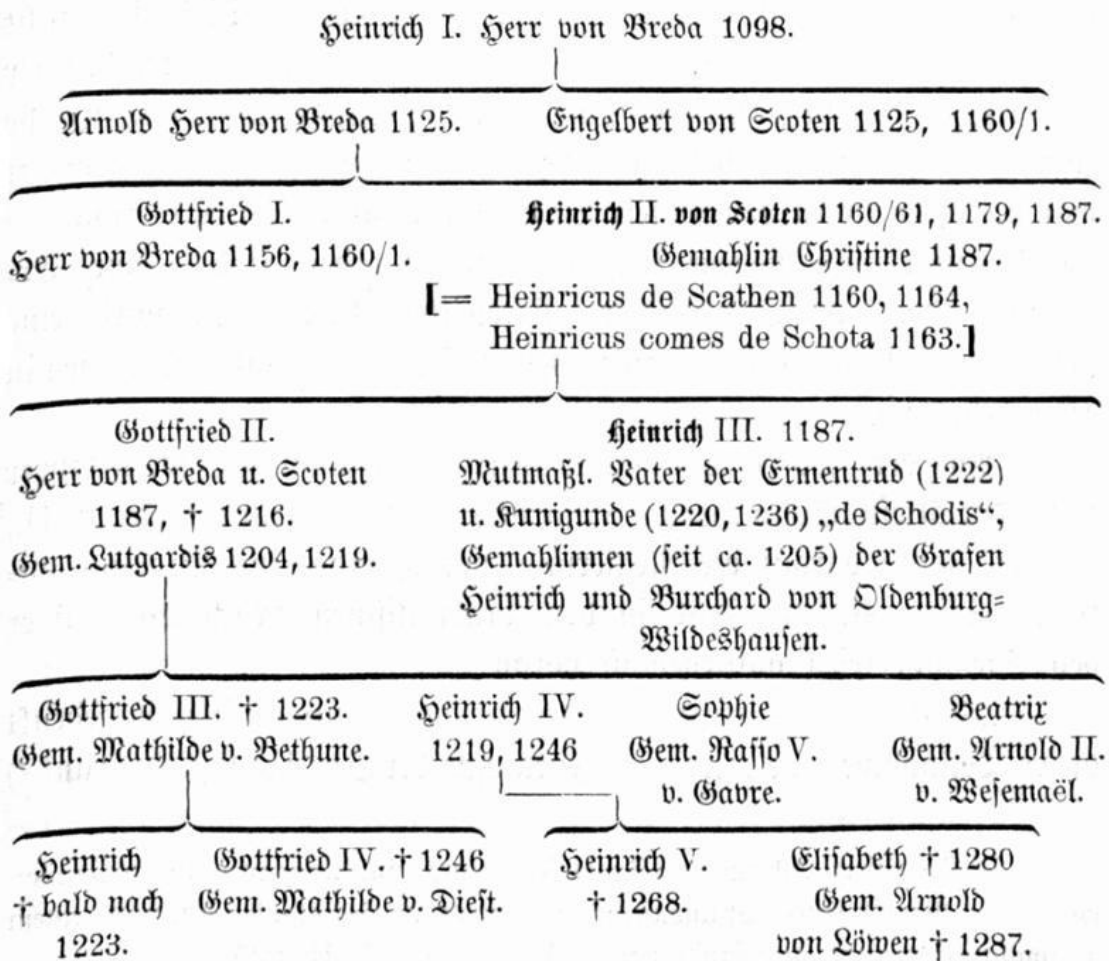 Heinrich I. Herr von Breda 1098.
Arnold Herr von Breda 1125. Engelbert von Scoten 1125, 1160/1.
Gottfried I.
Herr von Breda 1156, 1160/1.
Heinrich II. von Scoten 1160/61, 1179, 1187.
Gemahlin Christine 1187.
[= Heinricus de Scathen 1160, 1164,
Heinricus comes de Schota 1163.]
Gottfried II.
Herr von Breda u. Scoten
1187, † 1216.
Gem. Lutgardis 1204, 1219.
Heinrich III. 1187.
Mutmaßl. Vater der Ermentrud (1222)
u. Kunigunde (1220, 1236) „de Schodis“,
Gemahlinnen (seit ca. 1205) der Grafen
Heinrich und Burchard von Oldenburg-
Wildeshausen.
Gottfried III. † 1223.
Gem. Mathilde v. Bethune.
Heinrich IV.
1219, 1246
Sophie
Gem. Rasso V.
v. Gavre.
Beatrix
Gem. Arnold II.
v. Wesemaël.
Heinrich
† bald nach
1223.
Gottfried IV. † 1246
Gem. Mathilde v. Diest.
Heinrich V.
† 1268.
Elisabeth † 1280
Gem. Arnold
von Löwen † 1287.